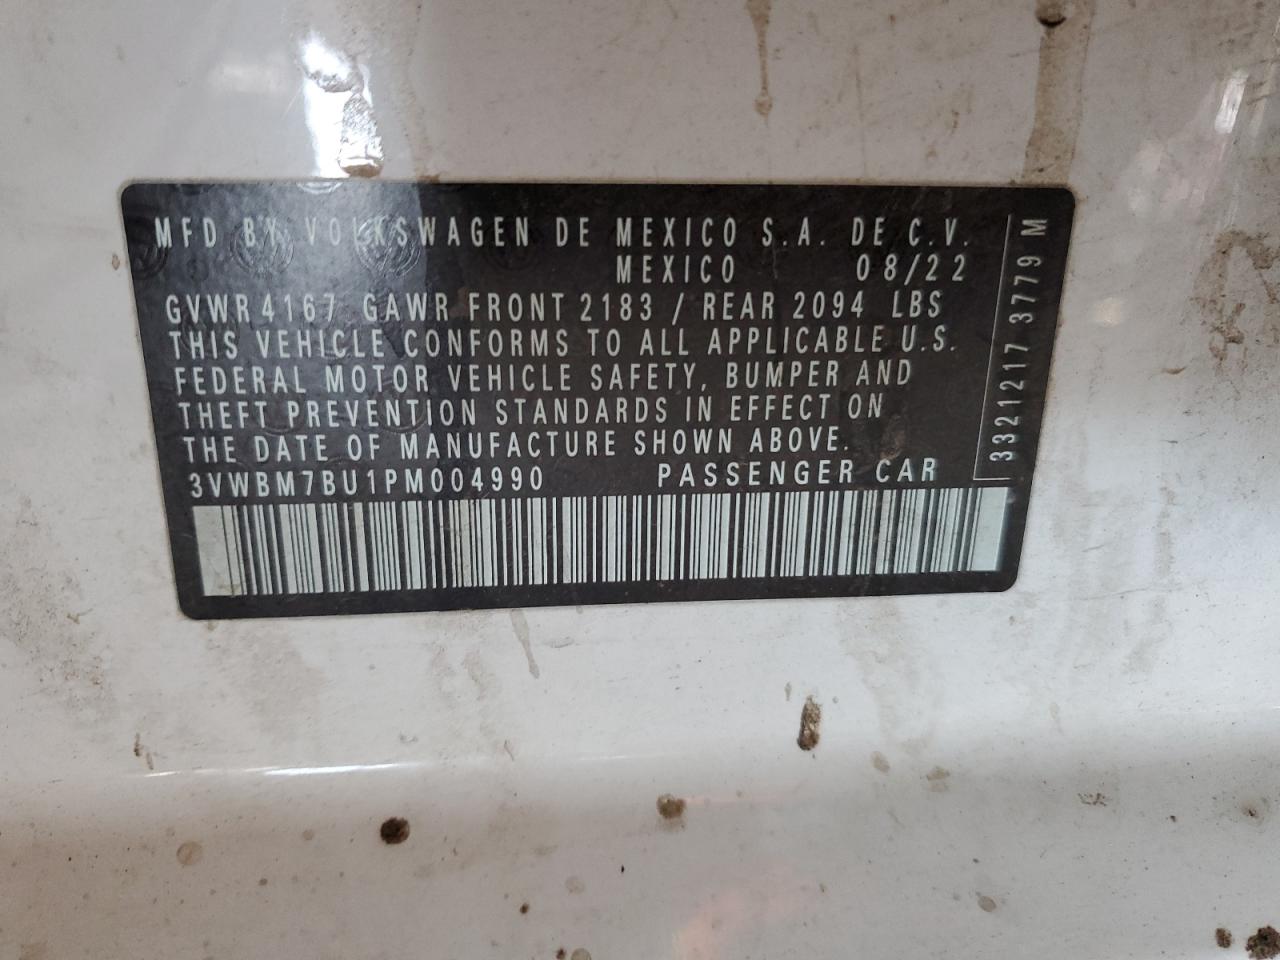 MFD BY VOLKSWAGEN DE MEXICO S.A. DE C.V.
MEXICO 08/22
GVWR 4167 GAWR FRONT 2183 / REAR 2094 LBS
THIS VEHICLE CONFORMS TO ALL APPLICABLE U.S.
FEDERAL MOTOR VEHICLE SAFETY, BUMPER AND
THEFT PREVENTION STANDARDS IN EFFECT ON
THE DATE OF MANUFACTURE SHOWN ABOVE.
3VWBM7BU1PM004990 PASSENGER CAR
3321217 3779 M